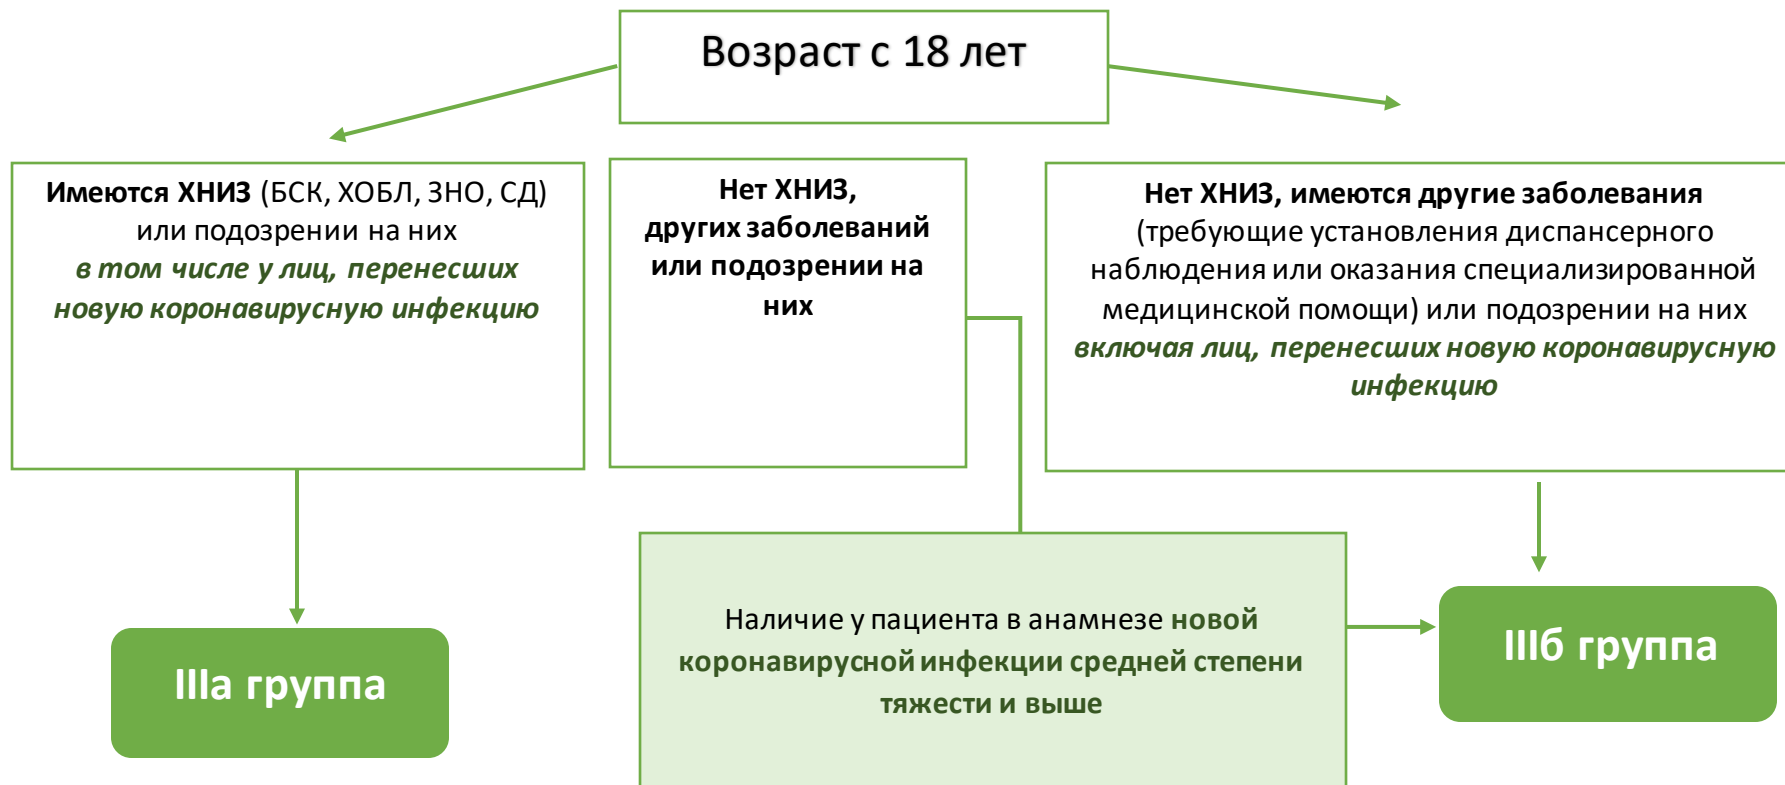 Возраст с 18 лет
Имеются ХНИЗ (БСК, ХОБЛ, ЗНО, СД)
или подозрении на них
в том числе у лиц, перенесших
новую коронавирусную инфекцию
Нет ХНИЗ,
других заболеваний
или подозрении на
них
Нет ХНИЗ, имеются другие заболевания
(требующие установления диспансерного
наблюдения или оказания специализированной
медицинской помощи) или подозрении на них
включая лиц, перенесших новую коронавирусную
инфекцию
Наличие у пациента в анамнезе новой
коронавирусной инфекции средней степени
тяжести и выше
IIIа группа
IIIб группа